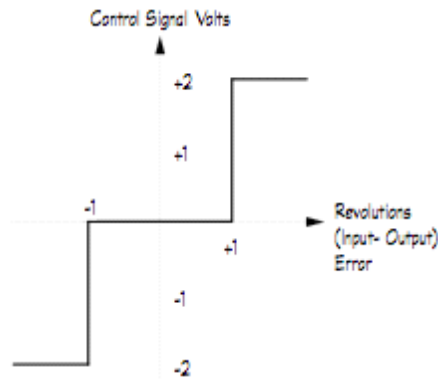 Control Signal Volts
+2
+1
-1
+1
Revolutions
(Input- Output)
Error
-1
-2